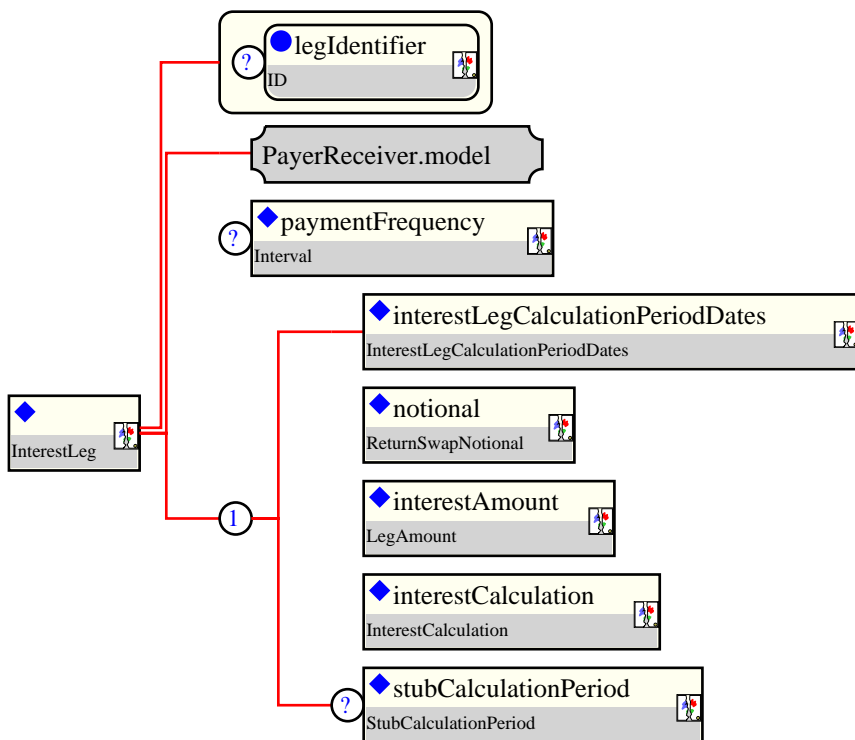 legIdentifier
?
ID
PayerReceiver.model
paymentFrequency
?
Interval
interestLegCalculationPeriodDates
InterestLegCalculationPeriodDates
InterestLeg
notional
ReturnSwapNotional
1
interestAmount
LegAmount
interestCalculation
InterestCalculation
?
stubCalculationPeriod
StubCalculationPeriod